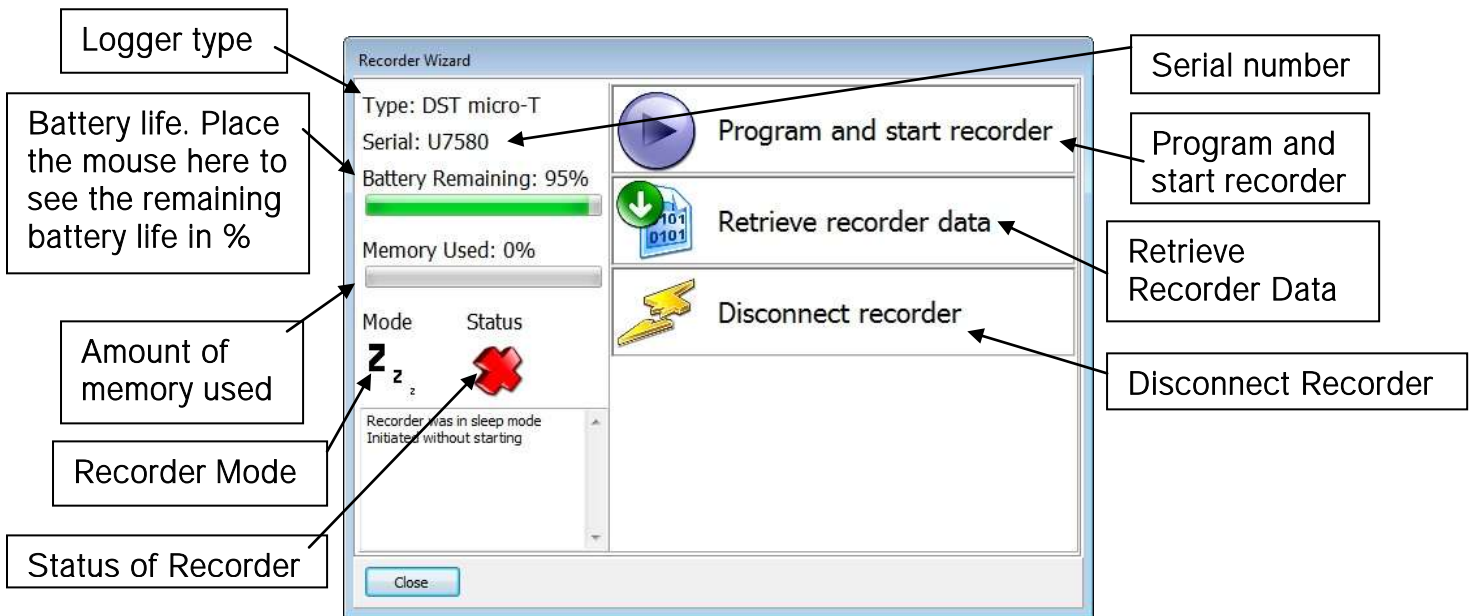 Logger type
Battery life. Place
the mouse here to
see the remaining
battery life in %
Amount of
memory used
Recorder Mode
Status of Recorder
Recorder Wizard
Type: DST micro-T
Serial: U7580
Battery Remaining: 95%
Memory Used: 0%
Mode Status
Z z z
Recorder was in sleep mode
Initiated without starting
Close
Program and start recorder
0101
0101
Retrieve recorder data
Disconnect recorder
Serial number
Program and
start recorder
Retrieve
Recorder Data
Disconnect Recorder